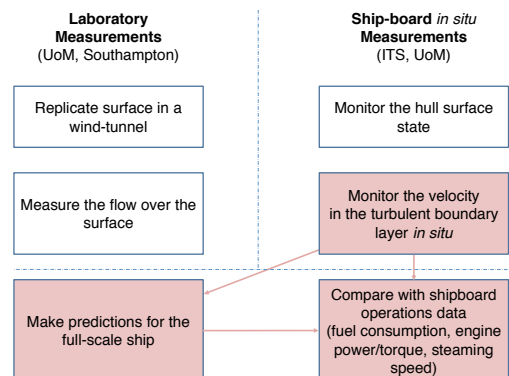 Laboratory
Measurements
(UoM, Southampton)
Replicate surface in a
wind-tunnel
Measure the flow over the
surface
Make predictions for the
full-scale ship
Ship-board in situ
Measurements
(ITS, UoM)
Monitor the hull surface
state
Monitor the velocity
in the turbulent boundary
layer in situ
Compare with shipboard
operations data
(fuel consumption, engine
power/torque, steaming
speed)